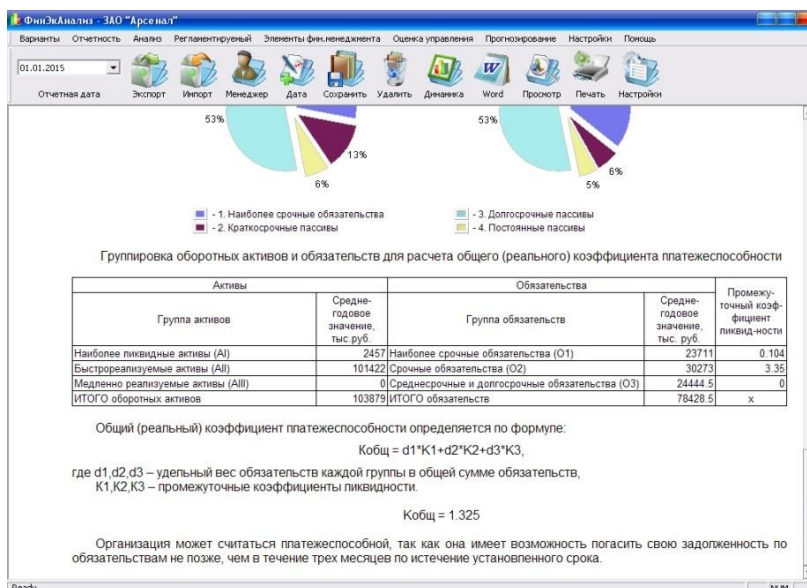 ФинЭкАнализ - ЗАО "Арсенал"
Варианты Отчетность Анализ Регламентируемый Элементы фин.менеджмента Оценка управления Прогнозирование Настройки Помощь
01.01.2015
Отчетная дата Экспорт Импорт Менеджер Дата Сохранить Удалить Динамика Word Просмотр Печать Настройки
53% 13% 6% 53% 6% 5%
- 1. Наиболее срочные обязательства - 3. Долгосрочные пассивы
- 2. Краткосрочные пассивы - 4. Постоянные пассивы
Группировка оборотных активов и обязательств для расчета общего (реального) коэффициента платежеспособности
Активы Обязательства Промежу-точный коэф-фициент ликвид-ности
Группа активов Средне-годовое значение, тыс.руб. Группа обязательств Средне-годовое значение, тыс. руб.
Наиболее ликвидные активы (AI) 2457 Наиболее срочные обязательства (O1) 23711 0.104
Быстрореализуемые активы (AII) 101422 Срочные обязательства (O2) 30273 3.35
Медленно реализуемые активы (AIII) 0 Среднесрочные и долгосрочные обязательства (O3) 24444.5 0
ИТОГО оборотных активов 103879 ИТОГО обязательств 78428.5 x
Общий (реальный) коэффициент платежеспособности определяется по формуле:
Кобщ = d1*K1+d2*K2+d3*K3,
где d1,d2,d3 – удельный вес обязательств каждой группы в общей сумме обязательств,
К1,К2,К3 – промежуточные коэффициенты ликвидности.
Кобщ = 1.325
Организация может считаться платежеспособной, так как она имеет возможность погасить свою задолженность по
обязательствам не позже, чем в течение трех месяцев по истечение установленного срока.
Ready NUM